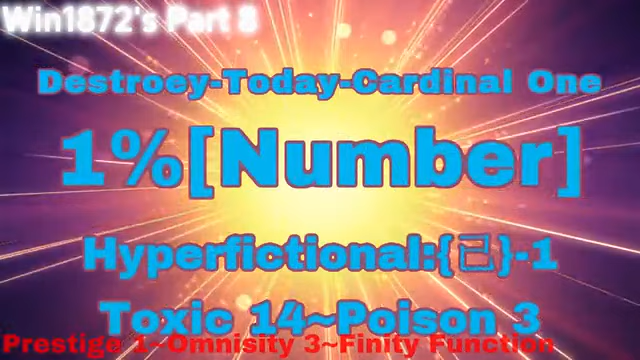 Win1872's Part 8
Destroey-Today-Cardinal One
1%[Number]
Hyperfictional:{己}-1
Toxic 14~Poison 3
Prestige 1~Omnisity 3~Finity Function